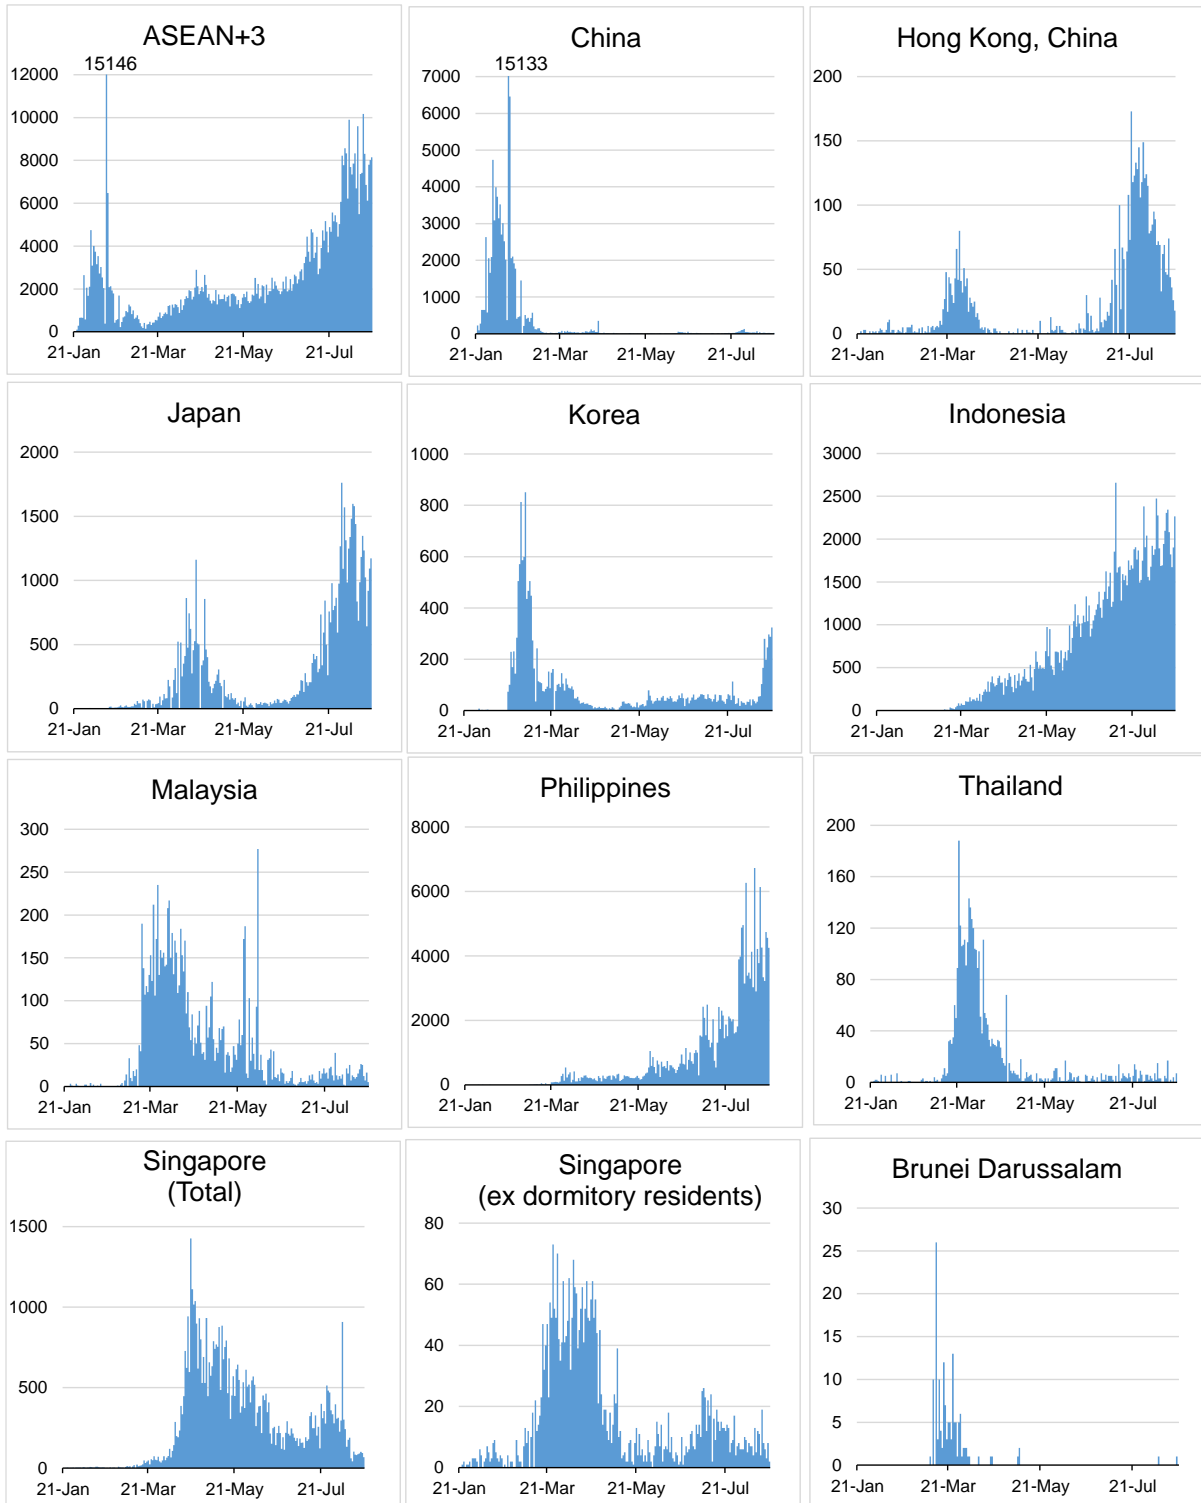 ASEAN+3
15146
12000
10000
8000
6000
4000
2000
0
21-Jan 21-Mar 21-May 21-Jul
China
15133
7000
6000
5000
4000
3000
2000
1000
0
21-Jan 21-Mar 21-May 21-Jul
Hong Kong, China
200
150
100
50
0
21-Jan 21-Mar 21-May 21-Jul
Japan
2000
1500
1000
500
0
21-Jan 21-Mar 21-May 21-Jul
Korea
1000
800
600
400
200
0
21-Jan 21-Mar 21-May 21-Jul
Indonesia
3000
2500
2000
1500
1000
500
0
21-Jan 21-Mar 21-May 21-Jul
Malaysia
300
250
200
150
100
50
0
21-Jan 21-Mar 21-May 21-Jul
Philippines
8000
6000
4000
2000
0
21-Jan 21-Mar 21-May 21-Jul
Thailand
200
160
120
80
40
0
21-Jan 21-Mar 21-May 21-Jul
Singapore
(Total)
1500
1000
500
0
21-Jan 21-Mar 21-May 21-Jul
Singapore
(ex dormitory residents)
80
60
40
20
0
21-Jan 21-Mar 21-May 21-Jul
Brunei Darussalam
30
25
20
15
10
5
0
21-Jan 21-Mar 21-May 21-Jul